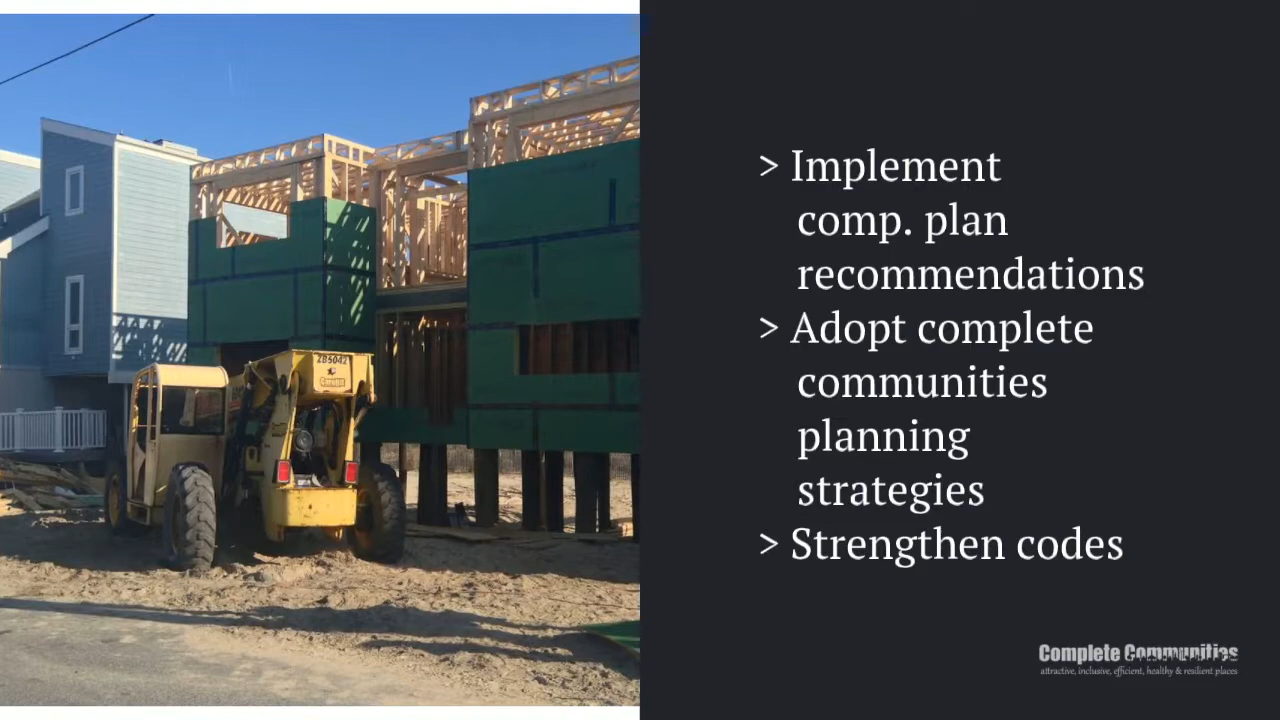 > Implement
comp. plan
recommendations
> Adopt complete
communities
planning
strategies
> Strengthen codes
Complete Communities
attractive, inclusive, efficient, healthy & resilient places